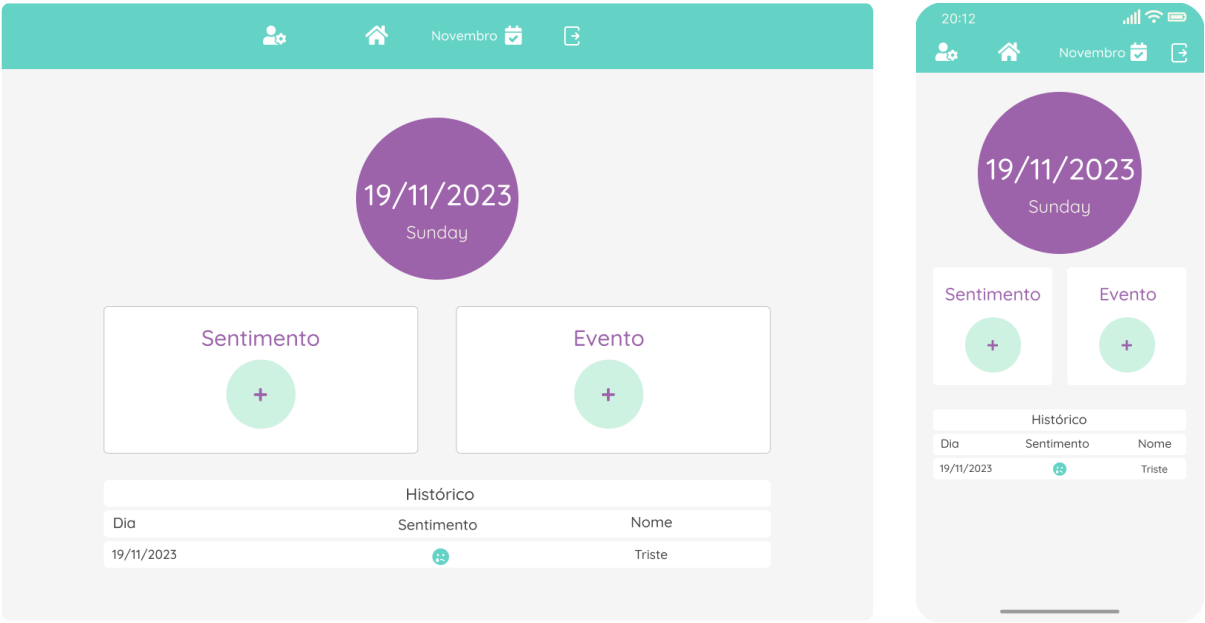 Novembro
19/11/2023
Sunday
Sentimento
+
Evento
+
Histórico
Dia Sentimento Nome
19/11/2023 Triste
20:12
Novembro
19/11/2023
Sunday
Sentimento
+
Evento
+
Histórico
Dia Sentimento Nome
19/11/2023 Triste